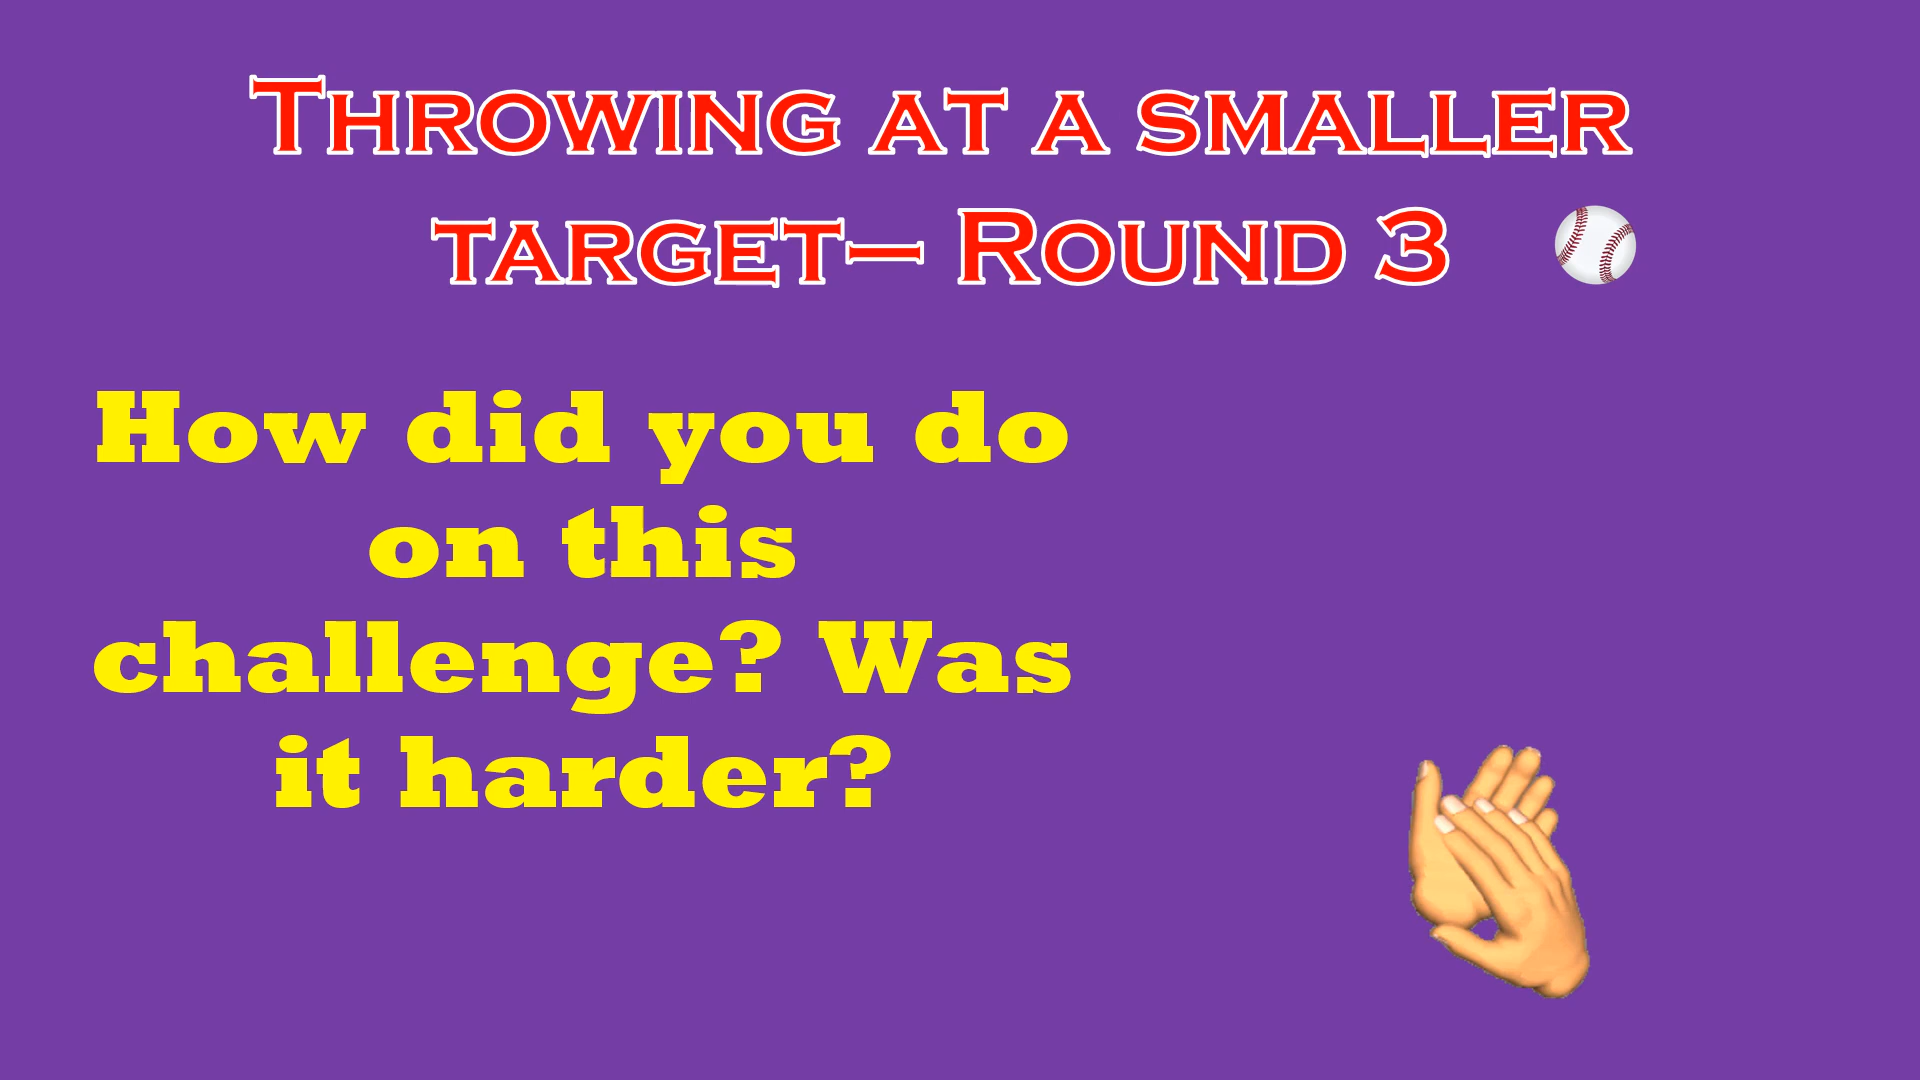 Throwing at a smaller
target– Round 3
How did you do
on this
challenge? Was
it harder?